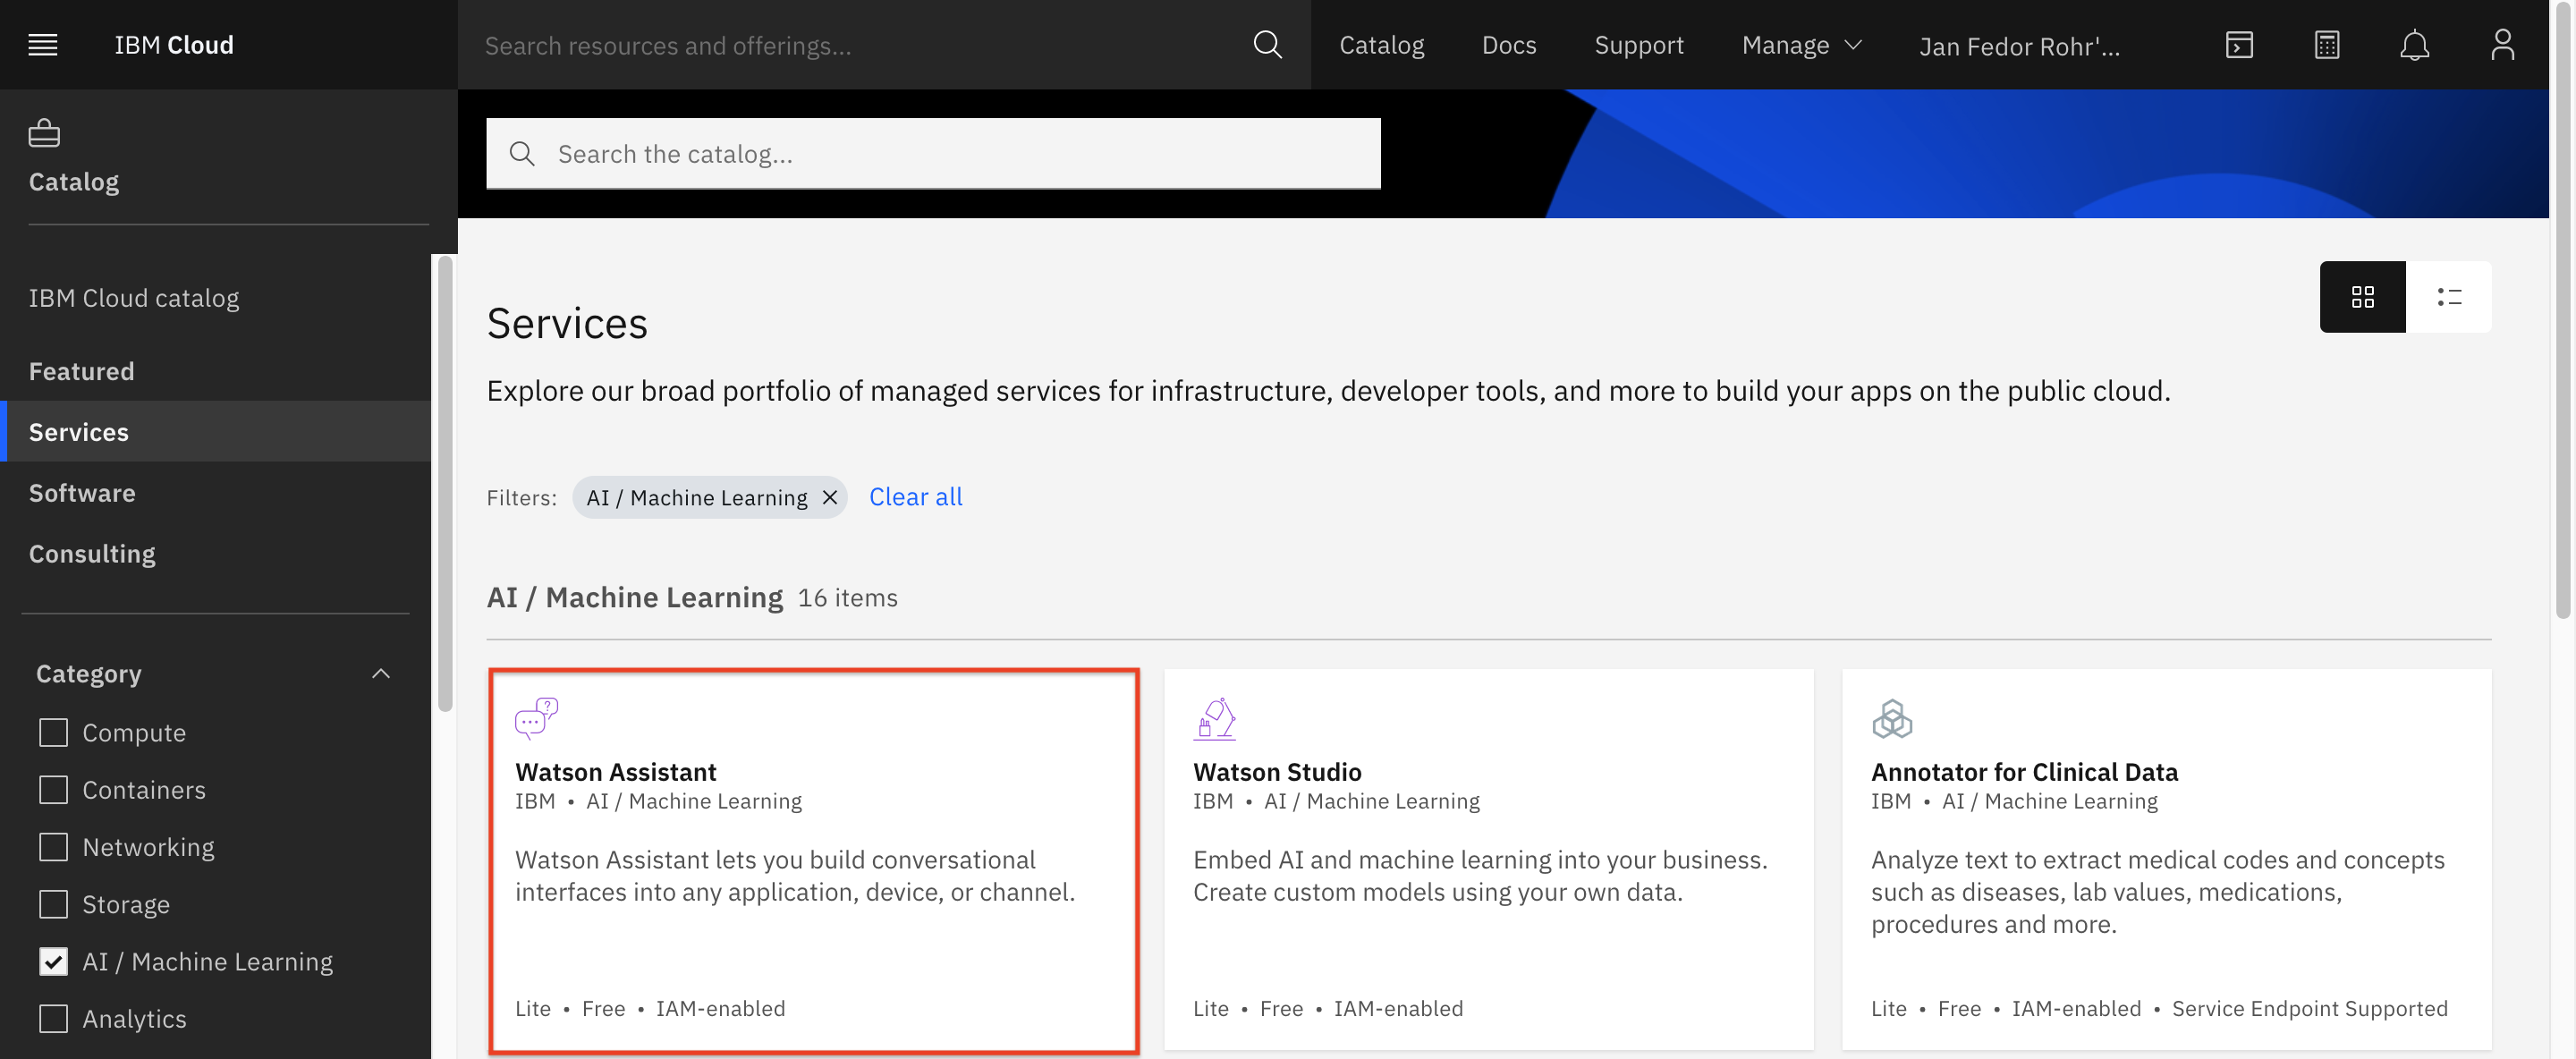 IBM Cloud
Search resources and offerings...
Catalog
Docs
Support
Manage
Jan Fedor Rohr'...
Catalog
Search the catalog...
IBM Cloud catalog
Featured
Services
Software
Consulting
Category
Compute
Containers
Networking
Storage
AI / Machine Learning
Analytics
Services
Explore our broad portfolio of managed services for infrastructure, developer tools, and more to build your apps on the public cloud.
Filters: AI / Machine Learning Clear all
AI / Machine Learning 16 items
Watson Assistant
IBM • AI / Machine Learning
Watson Assistant lets you build conversational
interfaces into any application, device, or channel.
Lite • Free • IAM-enabled
Watson Studio
IBM • AI / Machine Learning
Embed AI and machine learning into your business.
Create custom models using your own data.
Lite • Free • IAM-enabled
Annotator for Clinical Data
IBM • AI / Machine Learning
Analyze text to extract medical codes and concepts
such as diseases, lab values, medications,
procedures and more.
Lite • Free • IAM-enabled • Service Endpoint Supported